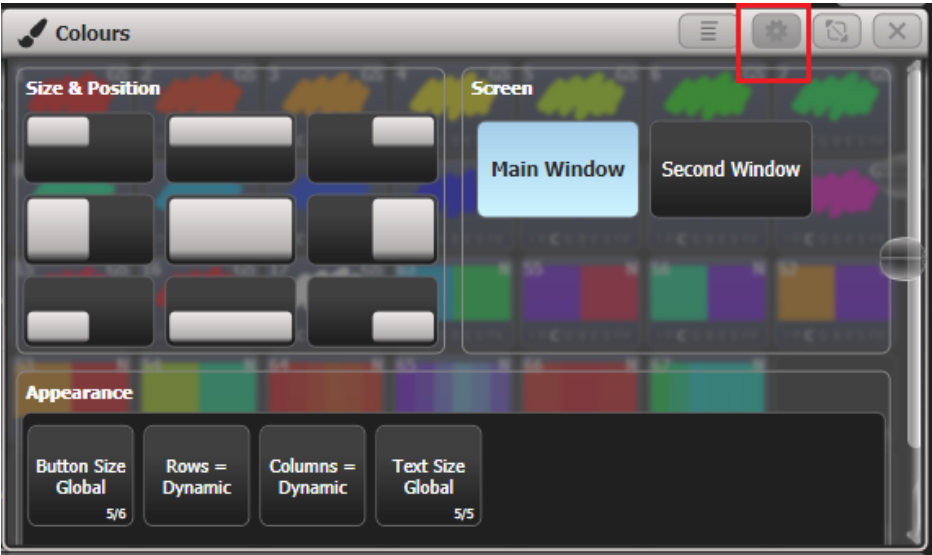 Colours
Size & Position
Screen
Main Window
Second Window
Appearance
Button Size
Global
5/6
Rows =
Dynamic
Columns =
Dynamic
Text Size
Global
5/5